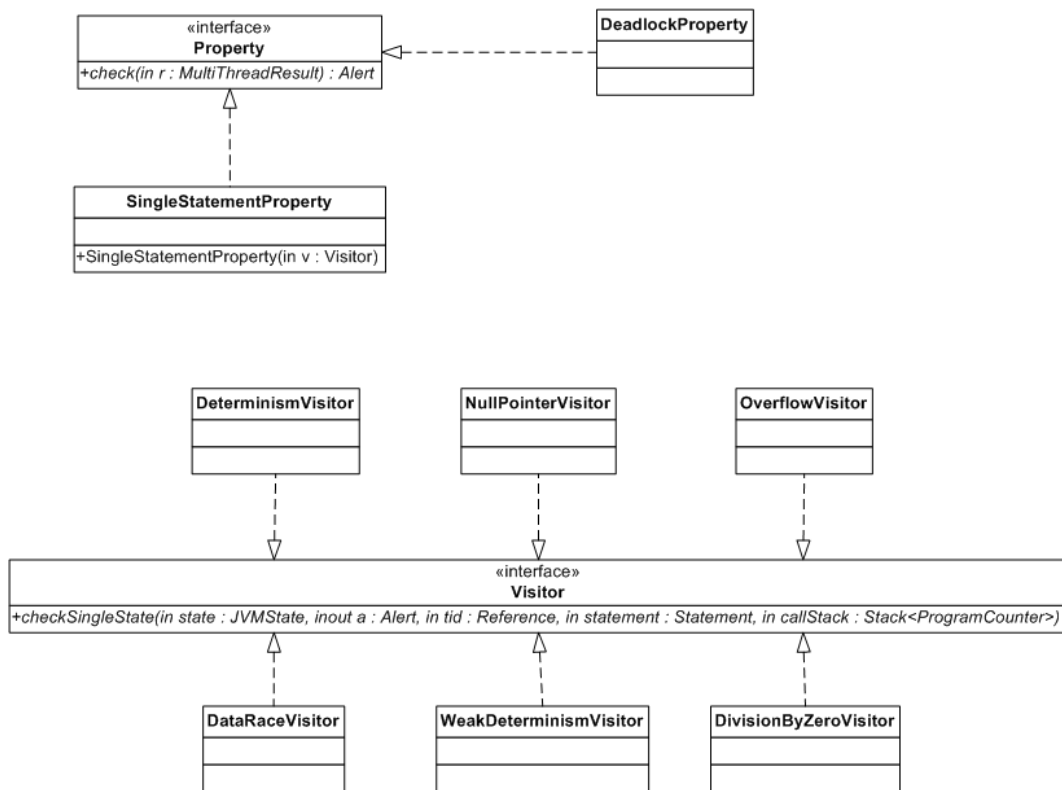 «interface»
Property
+check(in r : MultiThreadResult) : Alert
DeadlockProperty
SingleStatementProperty
+SingleStatementProperty(in v : Visitor)
DeterminismVisitor
NullPointerVisitor
OverflowVisitor
«interface»
Visitor
+checkSingleState(in state : JVMState, inout a : Alert, in tid : Reference, in statement : Statement, in callStack : Stack<ProgramCounter>)
DataRaceVisitor
WeakDeterminismVisitor
DivisionByZeroVisitor